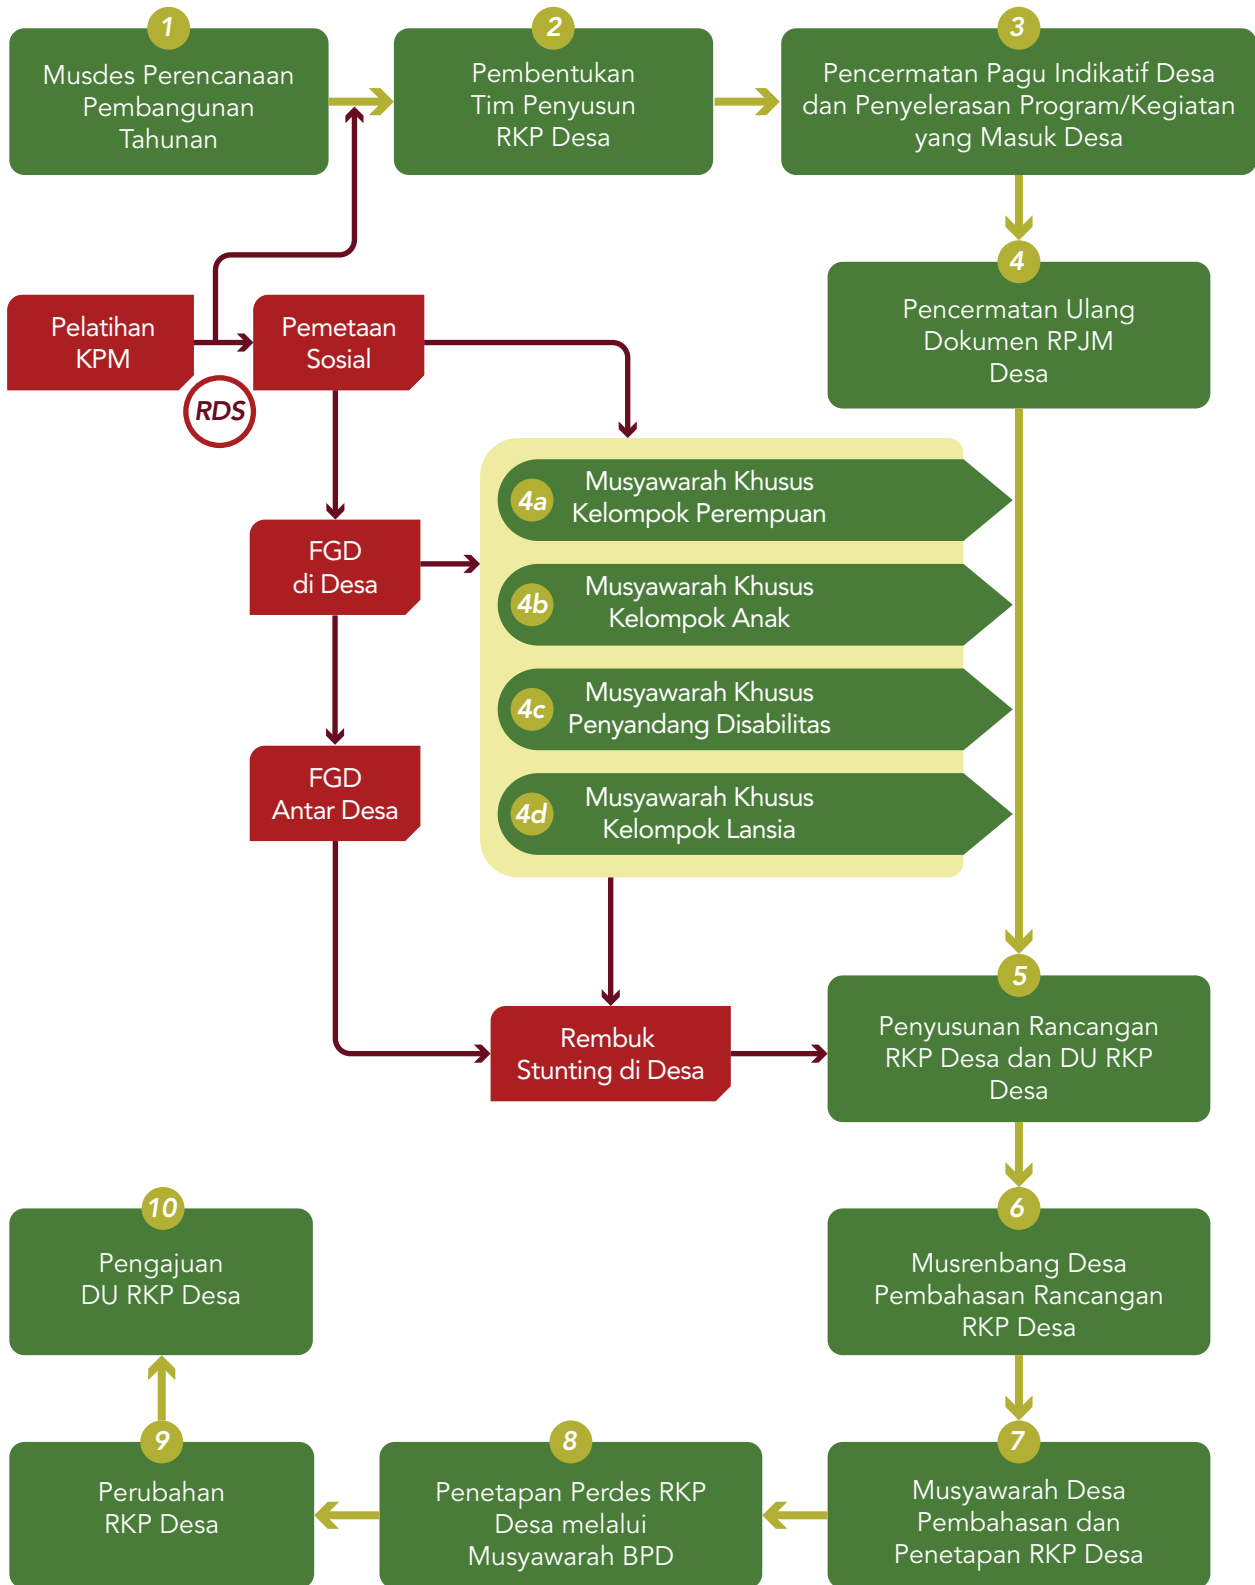 1
Musdes Perencanaan
Pembangunan
Tahunan
2
Pembentukan
Tim Penyusun
RKP Desa
3
Pencermatan Pagu Indikatif Desa
dan Penyelerasan Program/Kegiatan
yang Masuk Desa
4
Pencermatan Ulang
Dokumen RPJM
Desa
Pelatihan
KPM
RDS
Pemetaan
Sosial
4a
Musyawarah Khusus
Kelompok Perempuan
FGD
di Desa
4b
Musyawarah Khusus
Kelompok Anak
4c
Musyawarah Khusus
Penyandang Disabilitas
FGD
Antar Desa
4d
Musyawarah Khusus
Kelompok Lansia
Rembuk
Stunting di Desa
5
Penyusunan Rancangan
RKP Desa dan DU RKP
Desa
6
Musrenbang Desa
Pembahasan Rancangan
RKP Desa
7
Musyawarah Desa
Pembahasan dan
Penetapan RKP Desa
8
Penetapan Perdes RKP
Desa melalui
Musyawarah BPD
9
Perubahan
RKP Desa
10
Pengajuan
DU RKP Desa